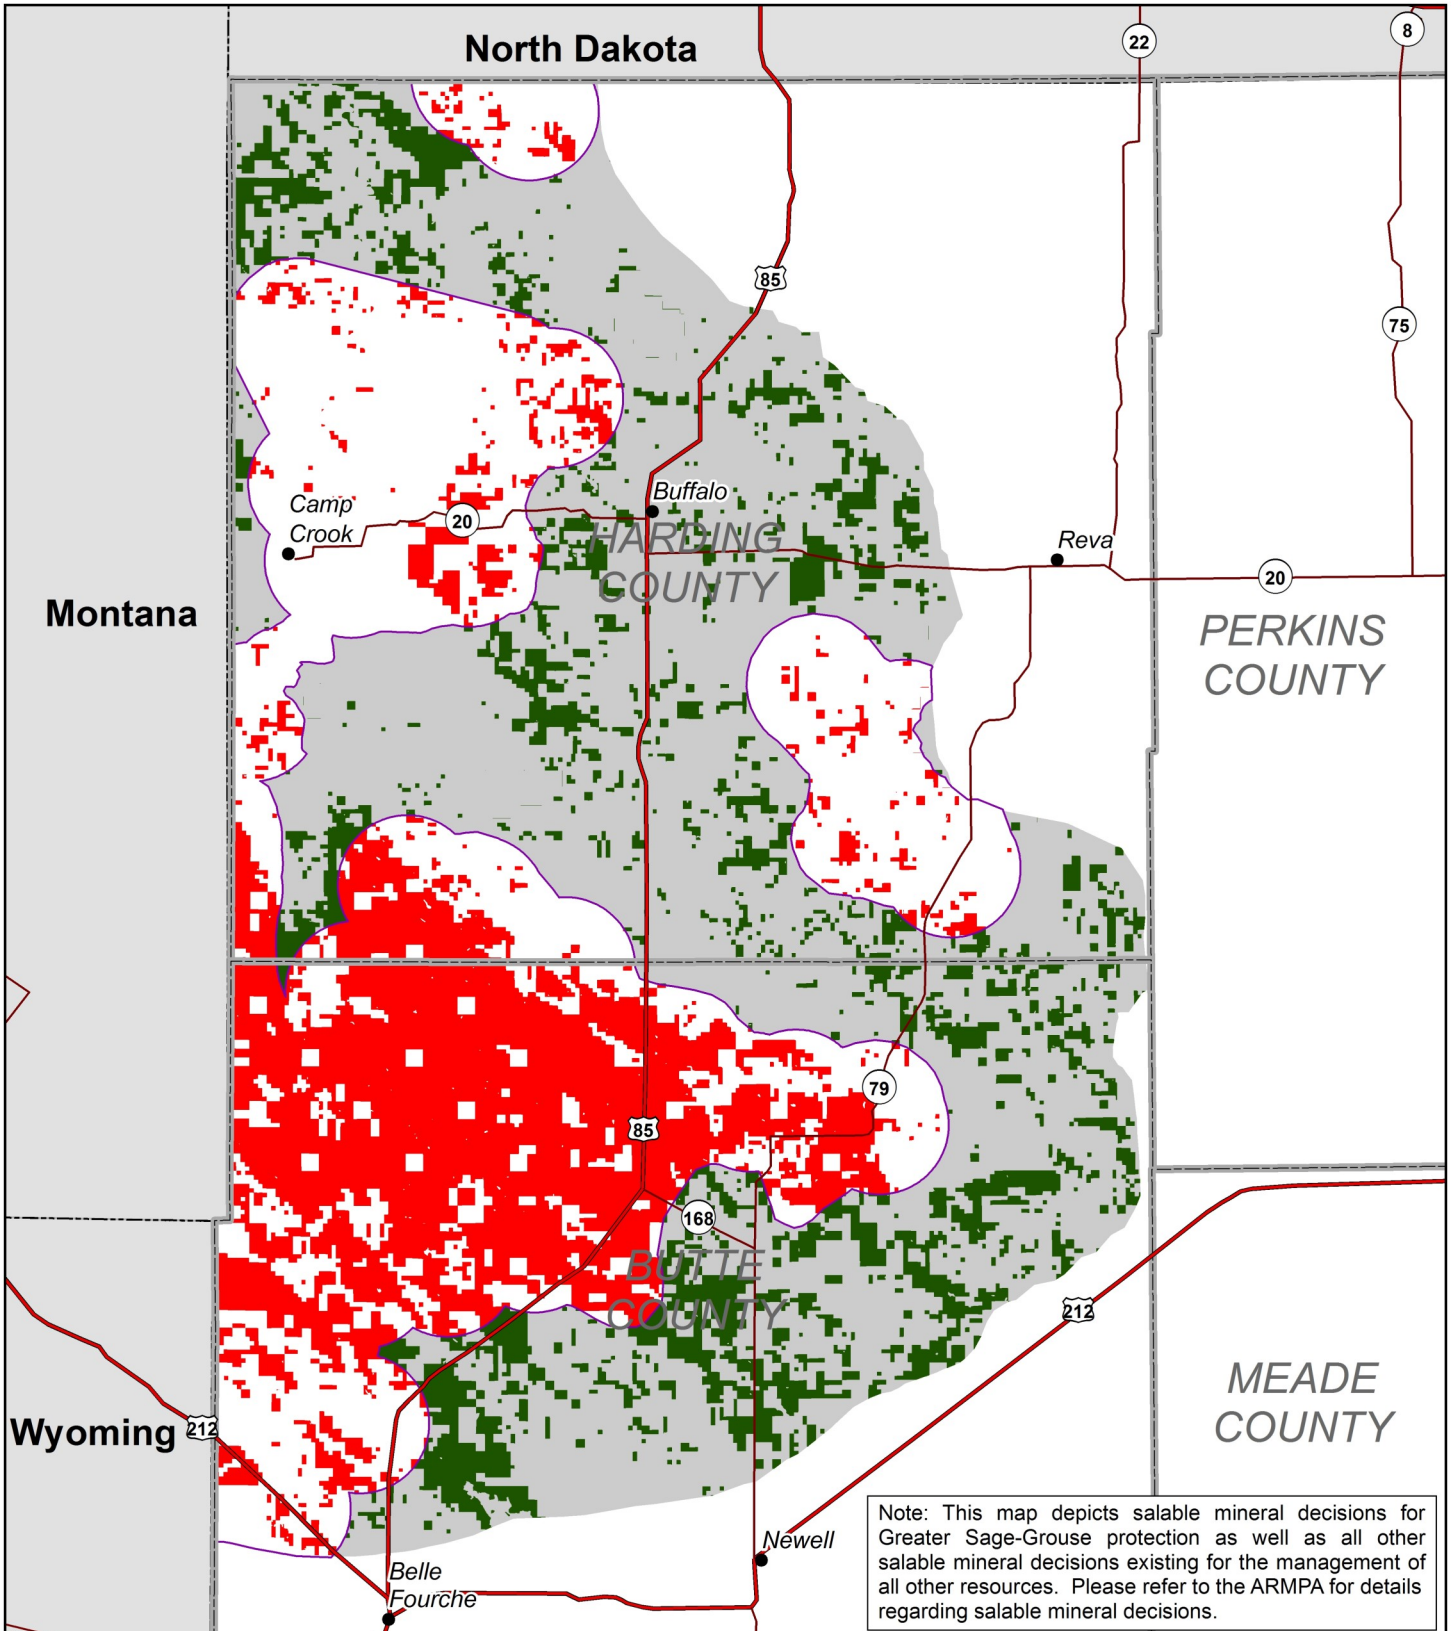 North Dakota
22
8
85
75
Camp
Crook
20
Buffalo
HARDING
COUNTY
Reva
20
Montana
PERKINS
COUNTY
79
85
168
BUTTE
COUNTY
212
MEADE
COUNTY
Wyoming
212
Newell
Belle
Fourche
Note: This map depicts salable mineral decisions for
Greater Sage-Grouse protection as well as all other
salable mineral decisions existing for the management of
all other resources. Please refer to the ARMPA for details
regarding salable mineral decisions.